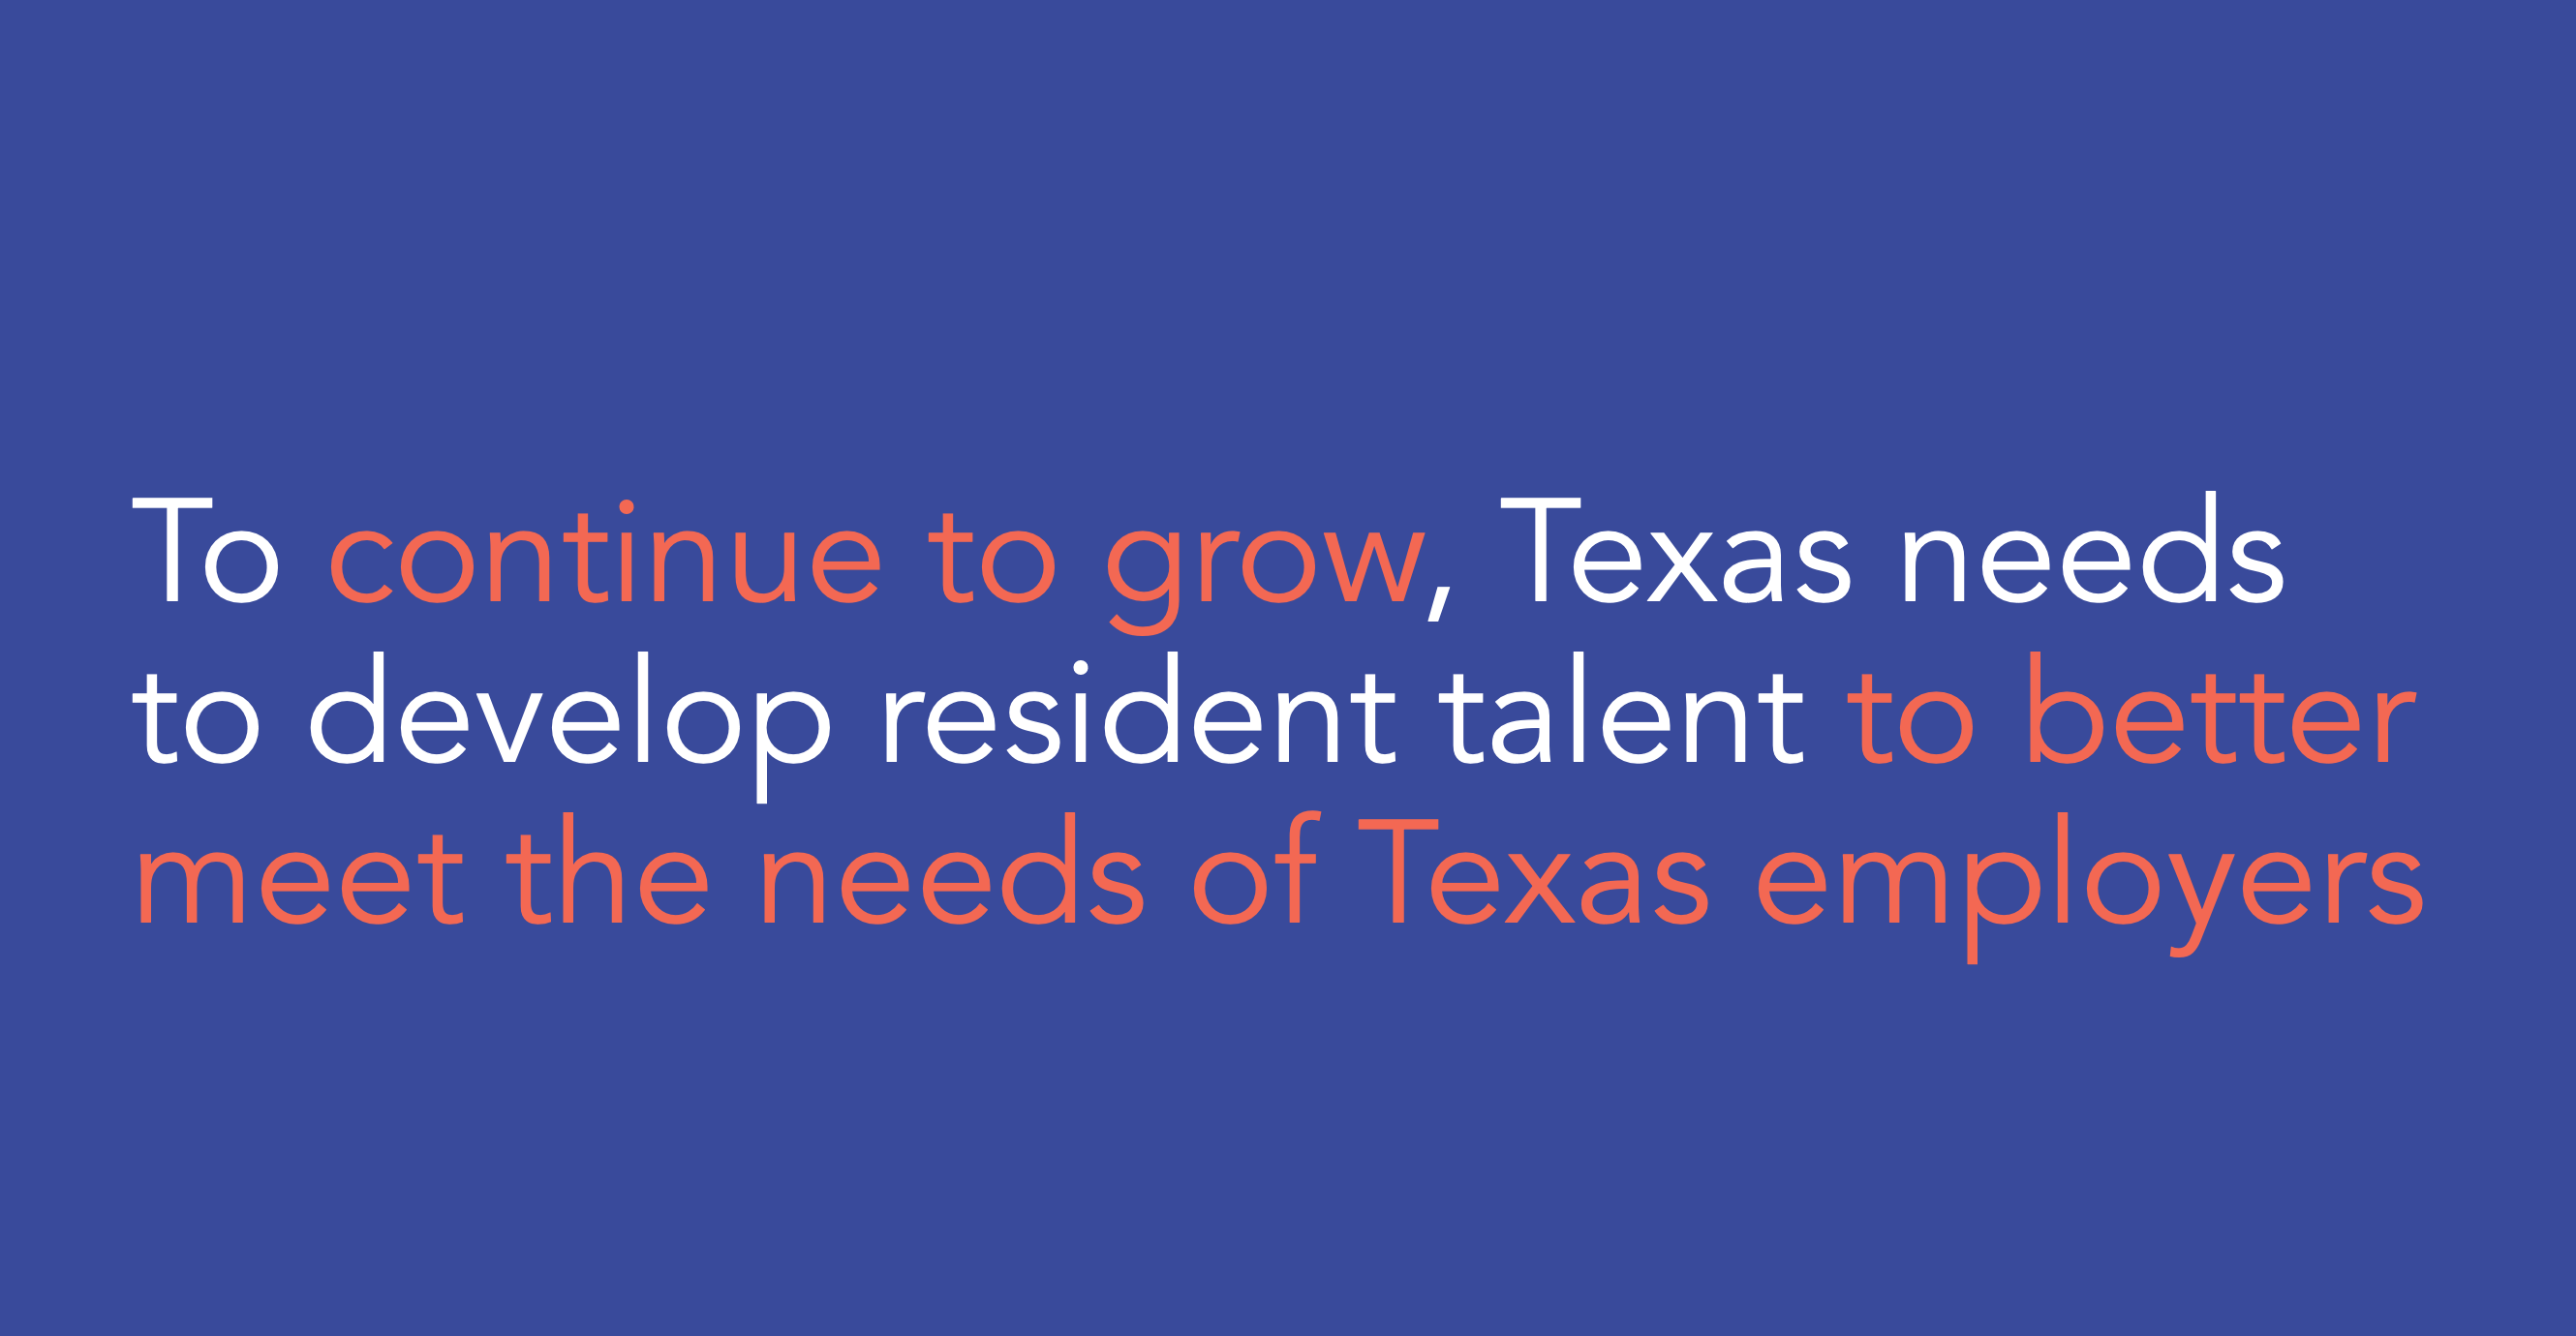 To continue to grow, Texas needs
to develop resident talent to better
meet the needs of Texas employers